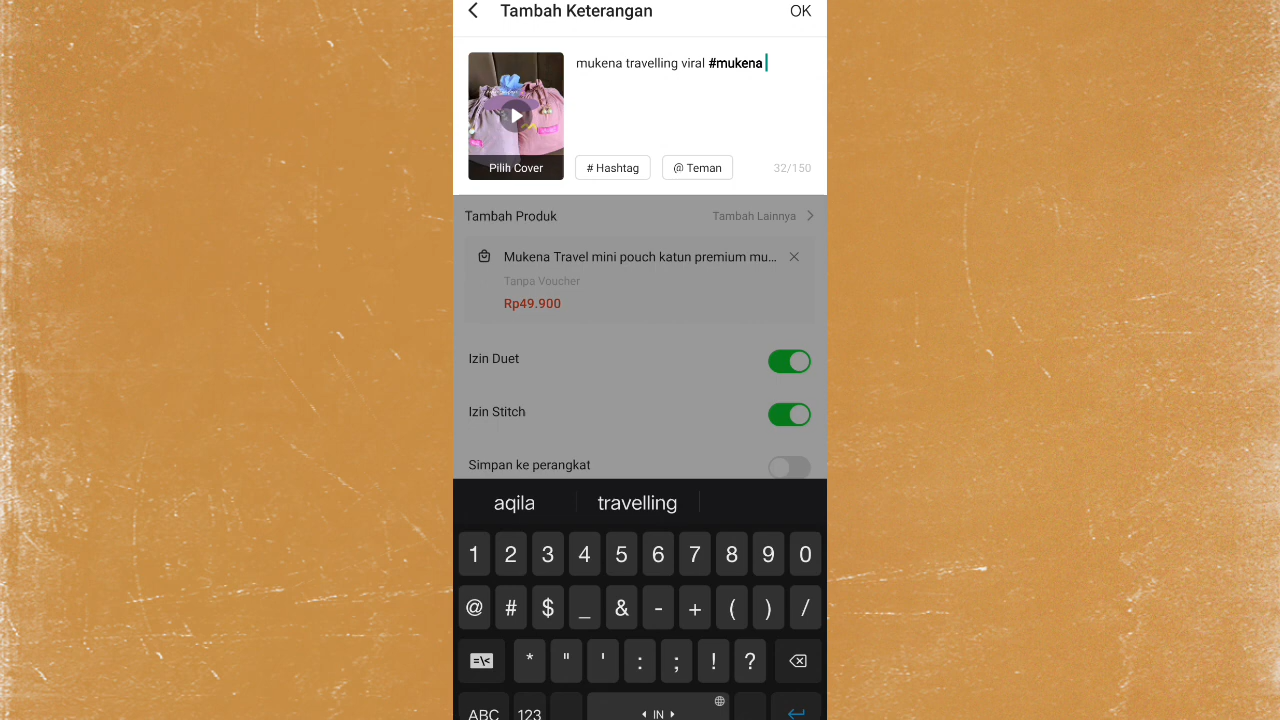 Tambah Keterangan OK
mukena travelling viral #mukena
Pilih Cover # Hashtag @ Teman 32/150
Tambah Produk Tambah Lainnya
Mukena Travel mini pouch katun premium mu...
Tanpa Voucher
Rp49.900
Izin Duet
Izin Stitch
Simpan ke perangkat
aqila travelling
1 2 3 4 5 6 7 8 9 0
@ # $ _ & - + ( ) /
=\< * " ' : ; ! ?
ABC 123 IN